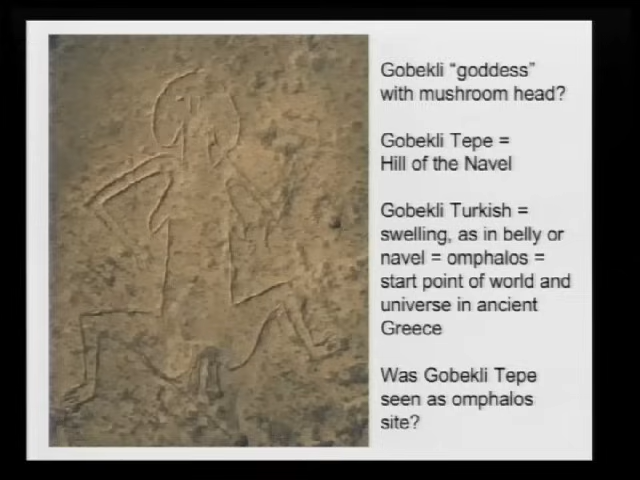 Gobekli “goddess”
with mushroom head?
Gobekli Tepe =
Hill of the Navel
Gobekli Turkish =
swelling, as in belly or
navel = omphalos =
start point of world and
universe in ancient
Greece
Was Gobekli Tepe
seen as omphalos
site?